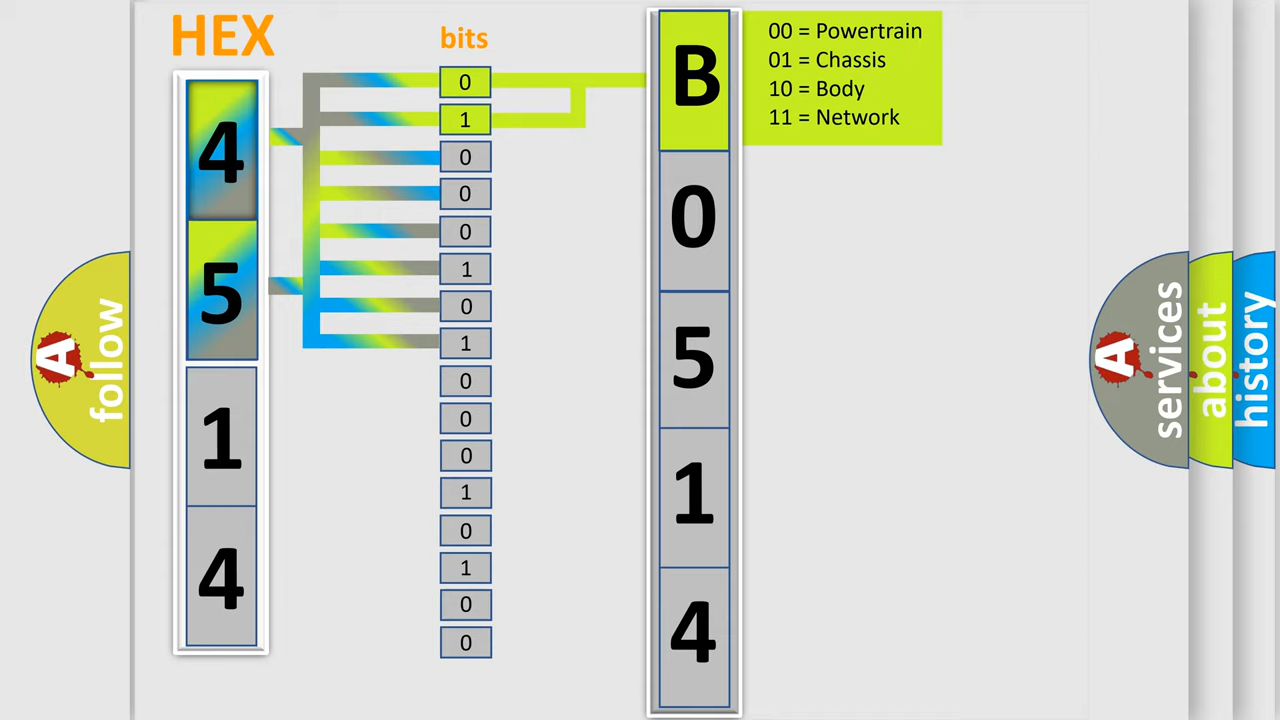 HEX
bits
4
5
1
4
0
1
0
0
0
1
0
1
0
0
0
1
0
1
0
0
B
0
5
1
4
00 = Powertrain
01 = Chassis
10 = Body
11 = Network
A
follow
A
services
about
history